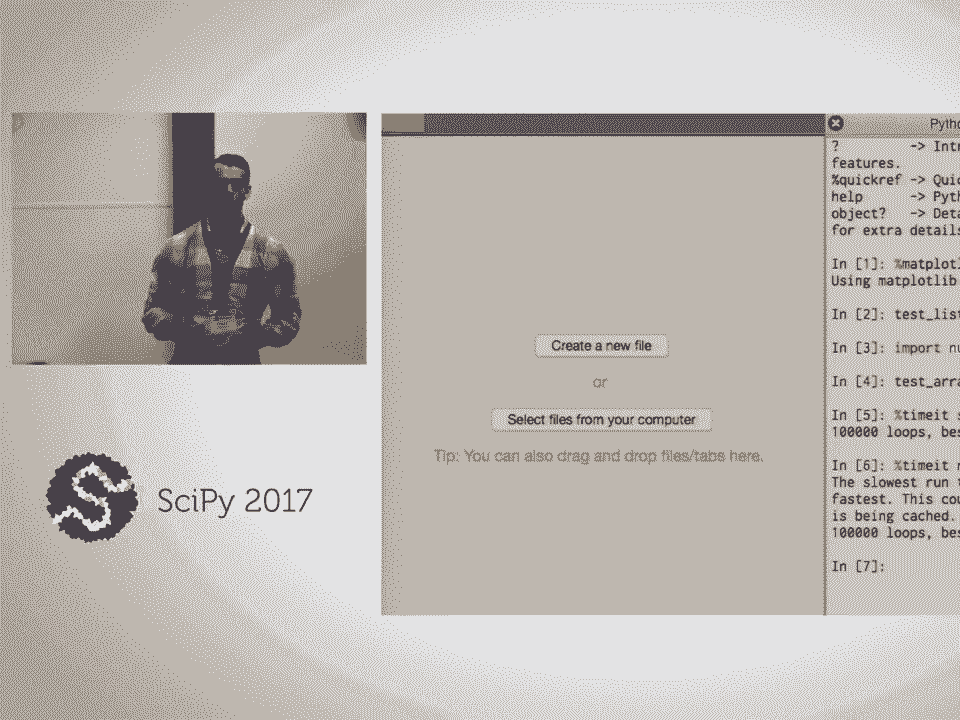 Create a new file
or
Select files from your computer
Tip: You can also drag and drop files/tabs here.
SciPy 2017
Pytho
? -> Intr
features.
%quickref -> Quic
help -> Pyth
object? -> Deta
for extra details
In [1]: %matplotl
Using matplotlib
In [2]: test_list
In [3]: import nu
In [4]: test_arra
In [5]: %timeit s
100000 loops, bes
In [6]: %timeit n
The slowest run t
fastest. This cou
is being cached.
100000 loops, bes
In [7]: